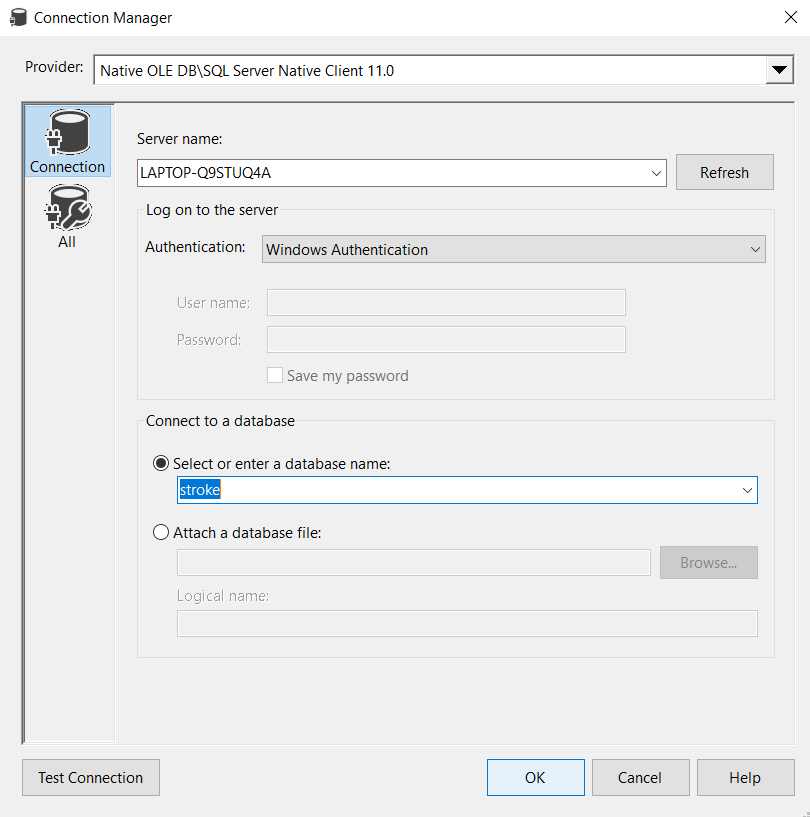 Connection Manager
Provider:
Native OLE DB\SQL Server Native Client 11.0
Connection
All
Server name:
LAPTOP-Q9STUQ4A
Refresh
Log on to the server
Authentication:
Windows Authentication
User name:
Password:
Save my password
Connect to a database
Select or enter a database name:
stroke
Attach a database file:
Browse...
Logical name:
Test Connection
OK
Cancel
Help